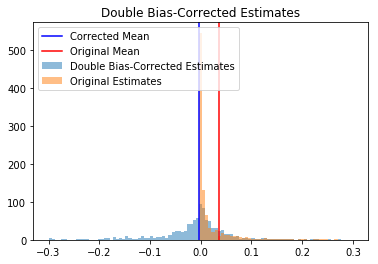 Double Bias-Corrected Estimates
Corrected Mean
Original Mean
Double Bias-Corrected Estimates
Original Estimates
500
400
300
200
100
0
−0.3
−0.2
−0.1
0.0
0.1
0.2
0.3